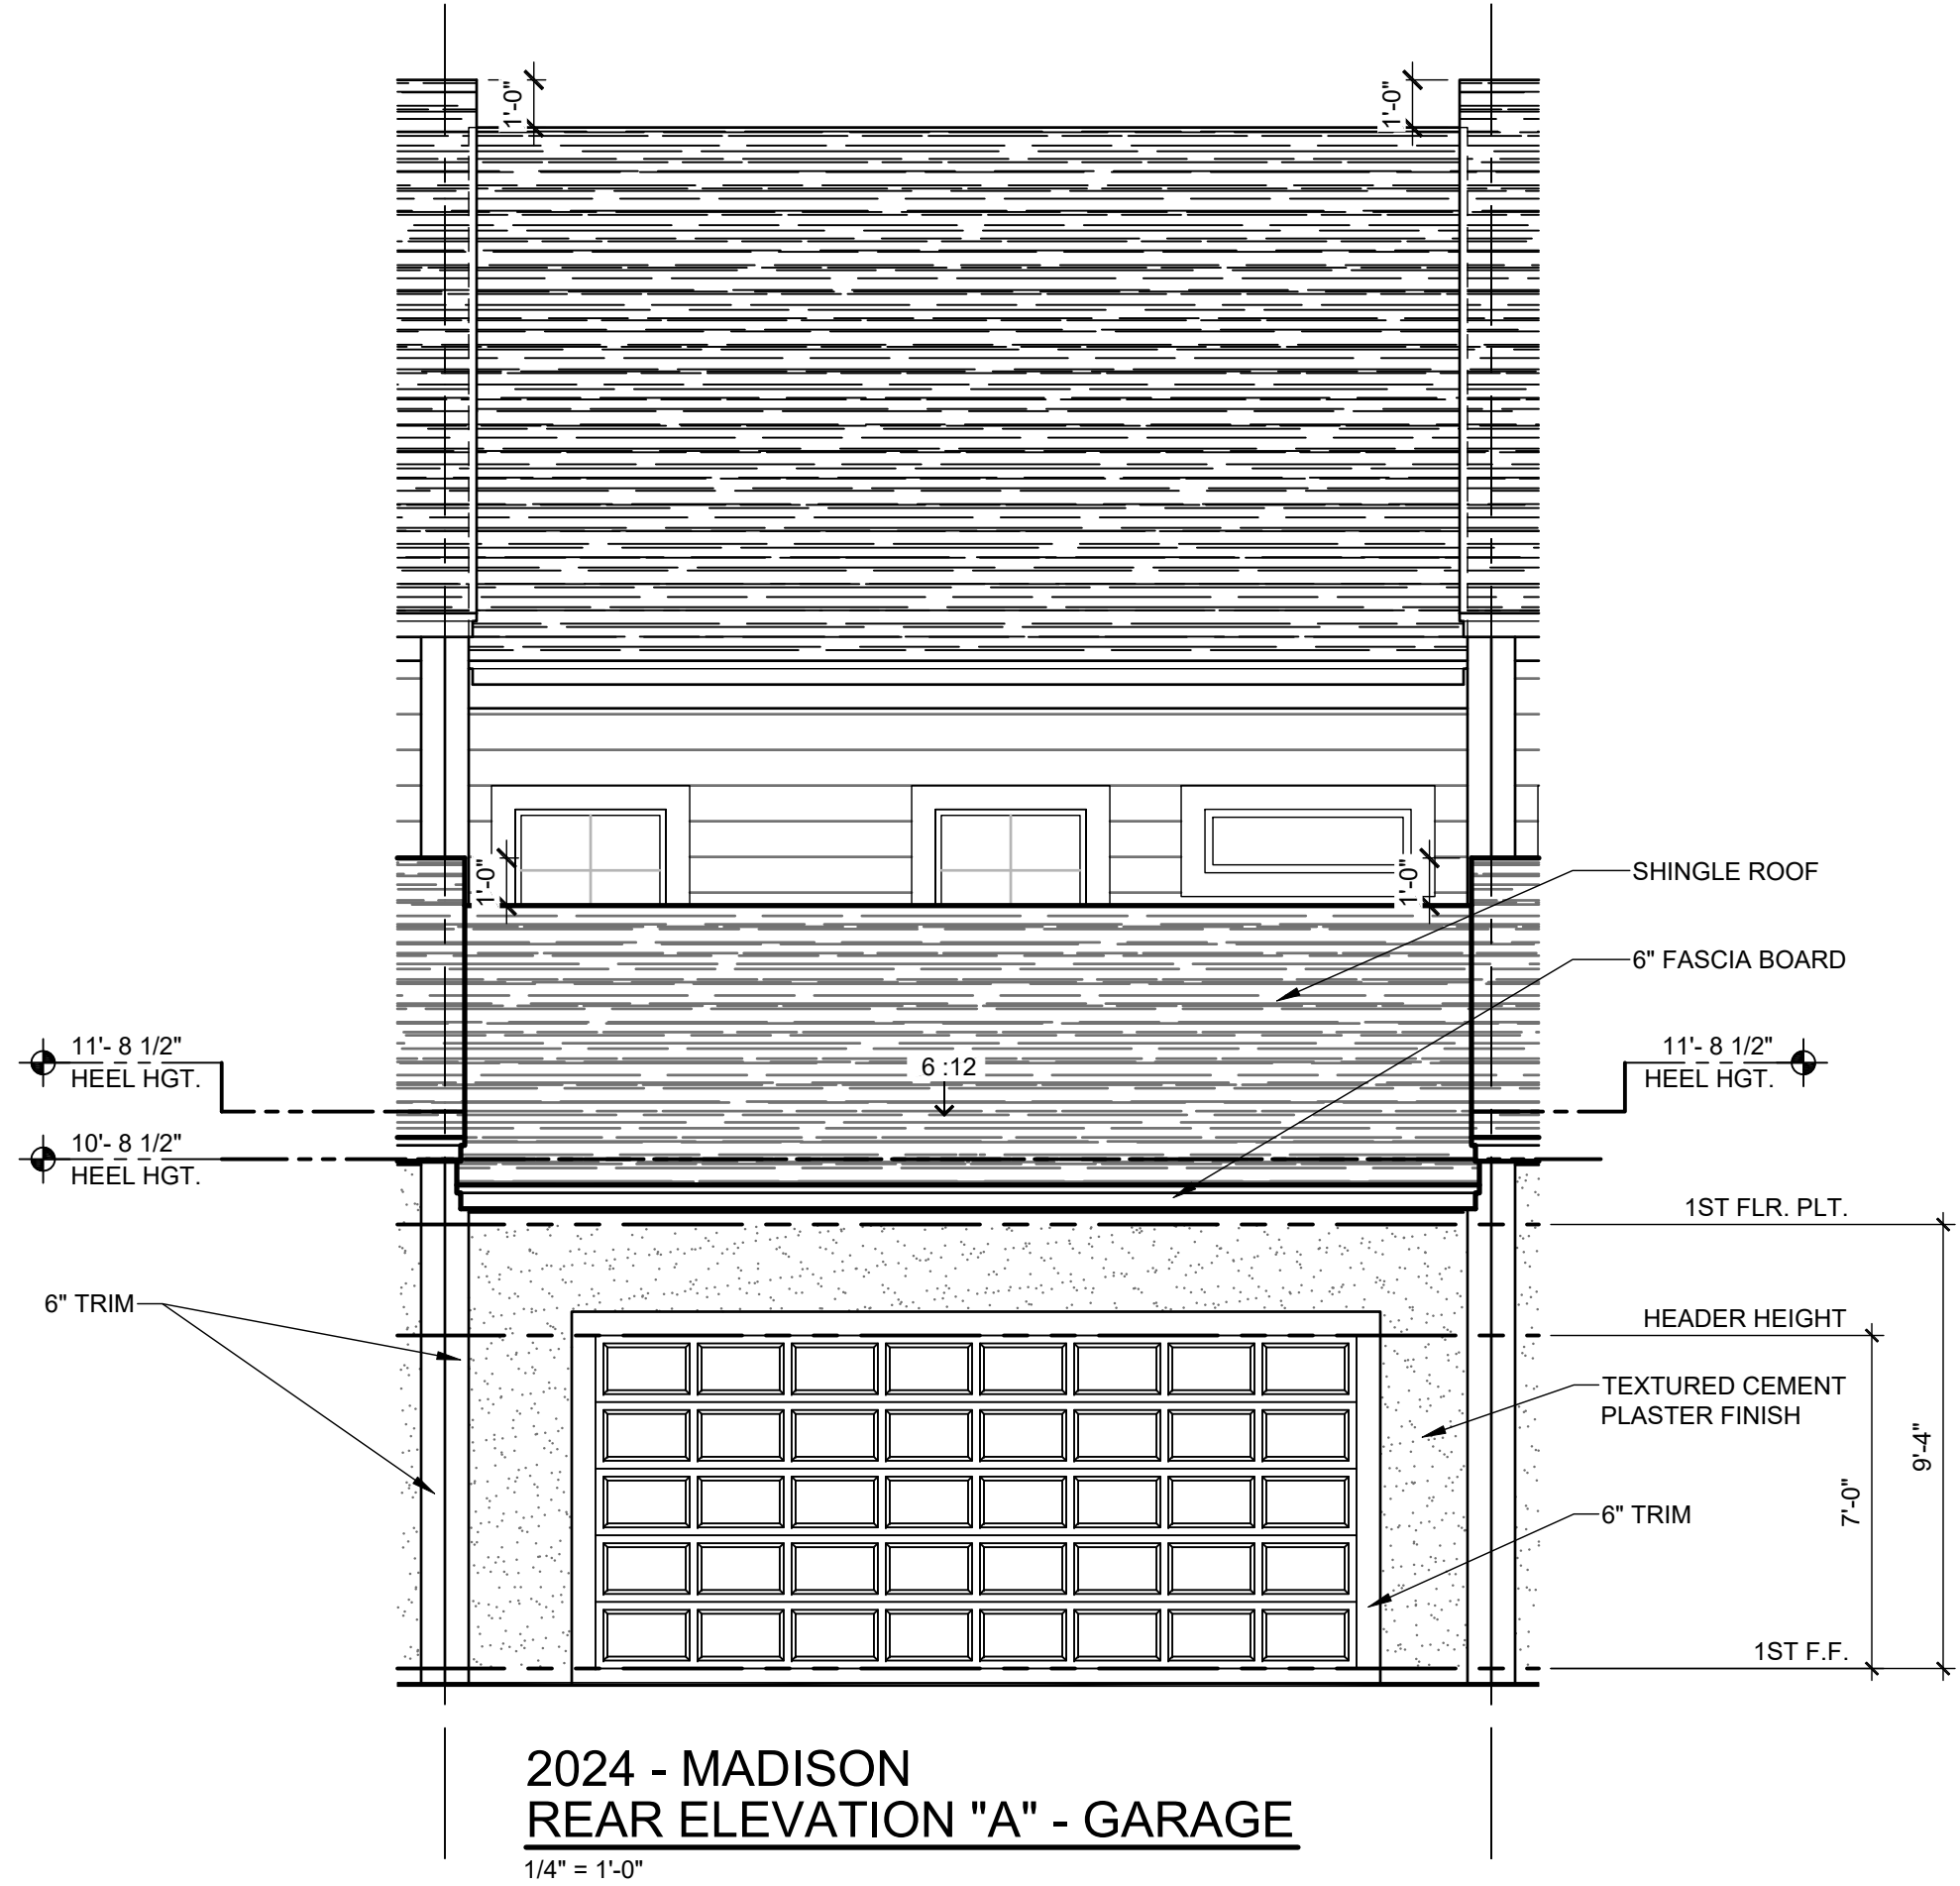 1'-0"
1'-0"
1'-0"
1'-0"
SHINGLE ROOF
6" FASCIA BOARD
11'- 8 1/2"
HEEL HGT.
6 :12
11'- 8 1/2"
HEEL HGT.
10'- 8 1/2"
HEEL HGT.
1ST FLR. PLT.
6" TRIM
HEADER HEIGHT
TEXTURED CEMENT
PLASTER FINISH
9'-4"
7'-0"
6" TRIM
1ST F.F.
2024 - MADISON
REAR ELEVATION "A" - GARAGE
1/4" = 1'-0"